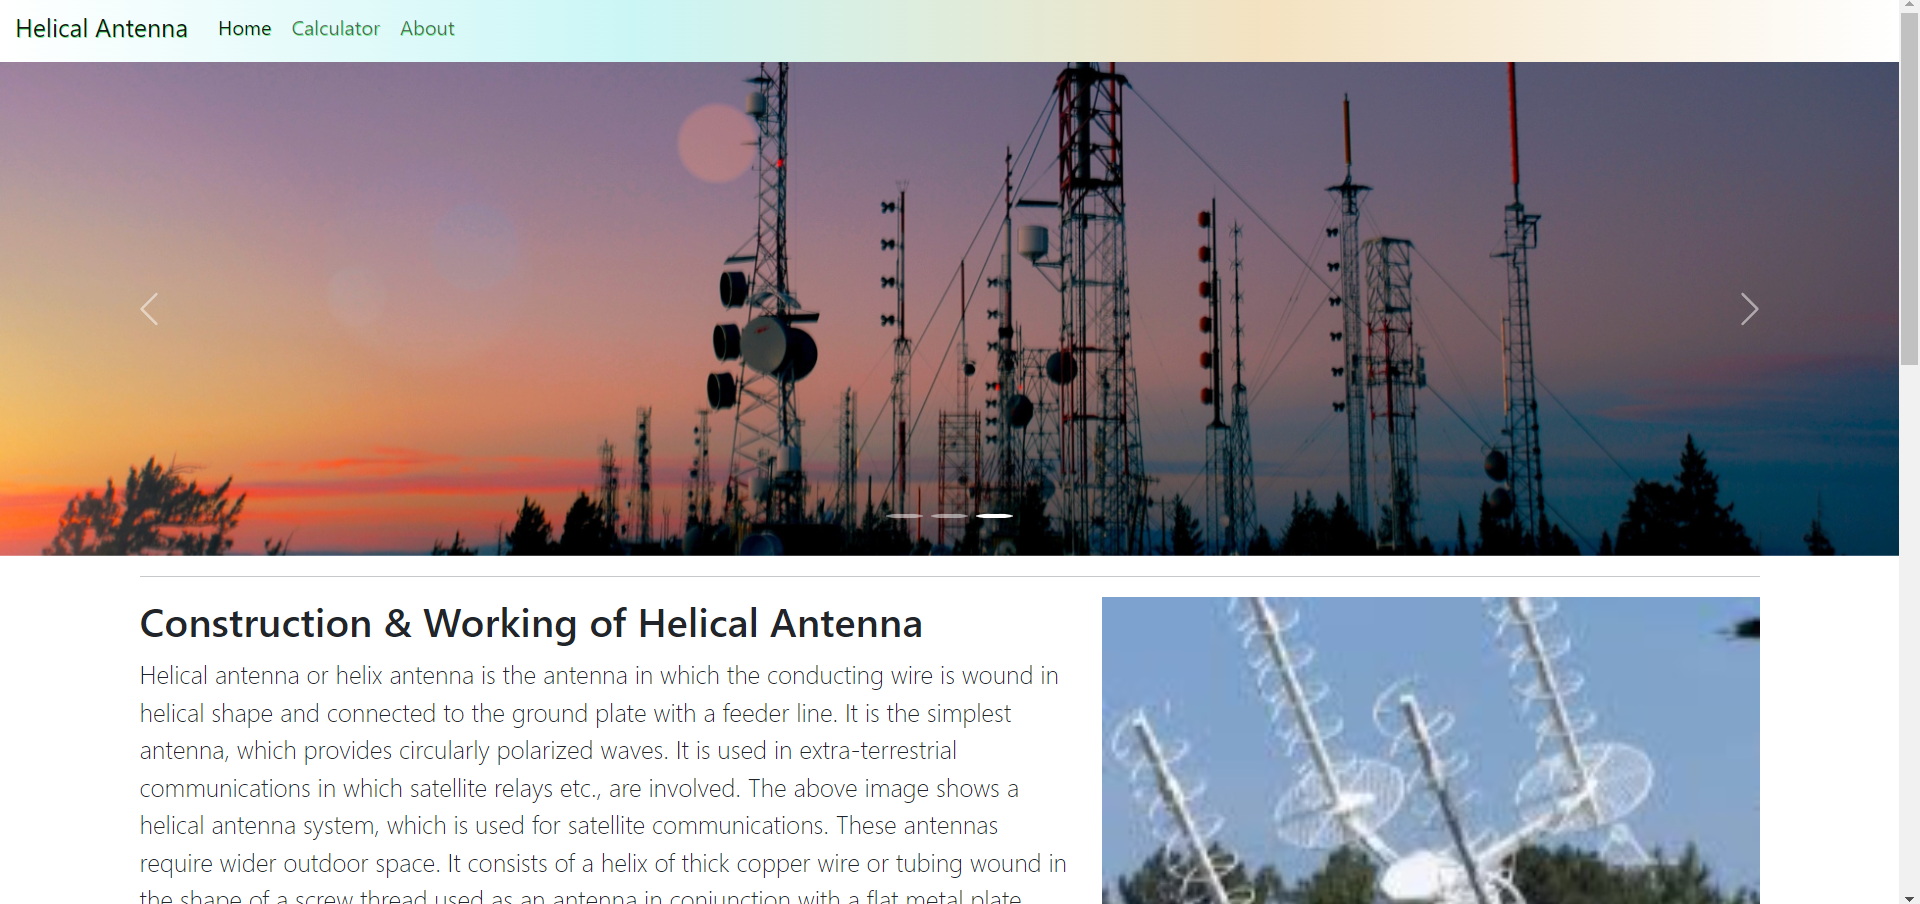 Helical Antenna Home Calculator About
Construction & Working of Helical Antenna
Helical antenna or helix antenna is the antenna in which the conducting wire is wound in
helical shape and connected to the ground plate with a feeder line. It is the simplest
antenna, which provides circularly polarized waves. It is used in extra-terrestrial
communications in which satellite relays etc., are involved. The above image shows a
helical antenna system, which is used for satellite communications. These antennas
require wider outdoor space. It consists of a helix of thick copper wire or tubing wound in
the shape of a screw thread used as an antenna in conjunction with a flat metal plate